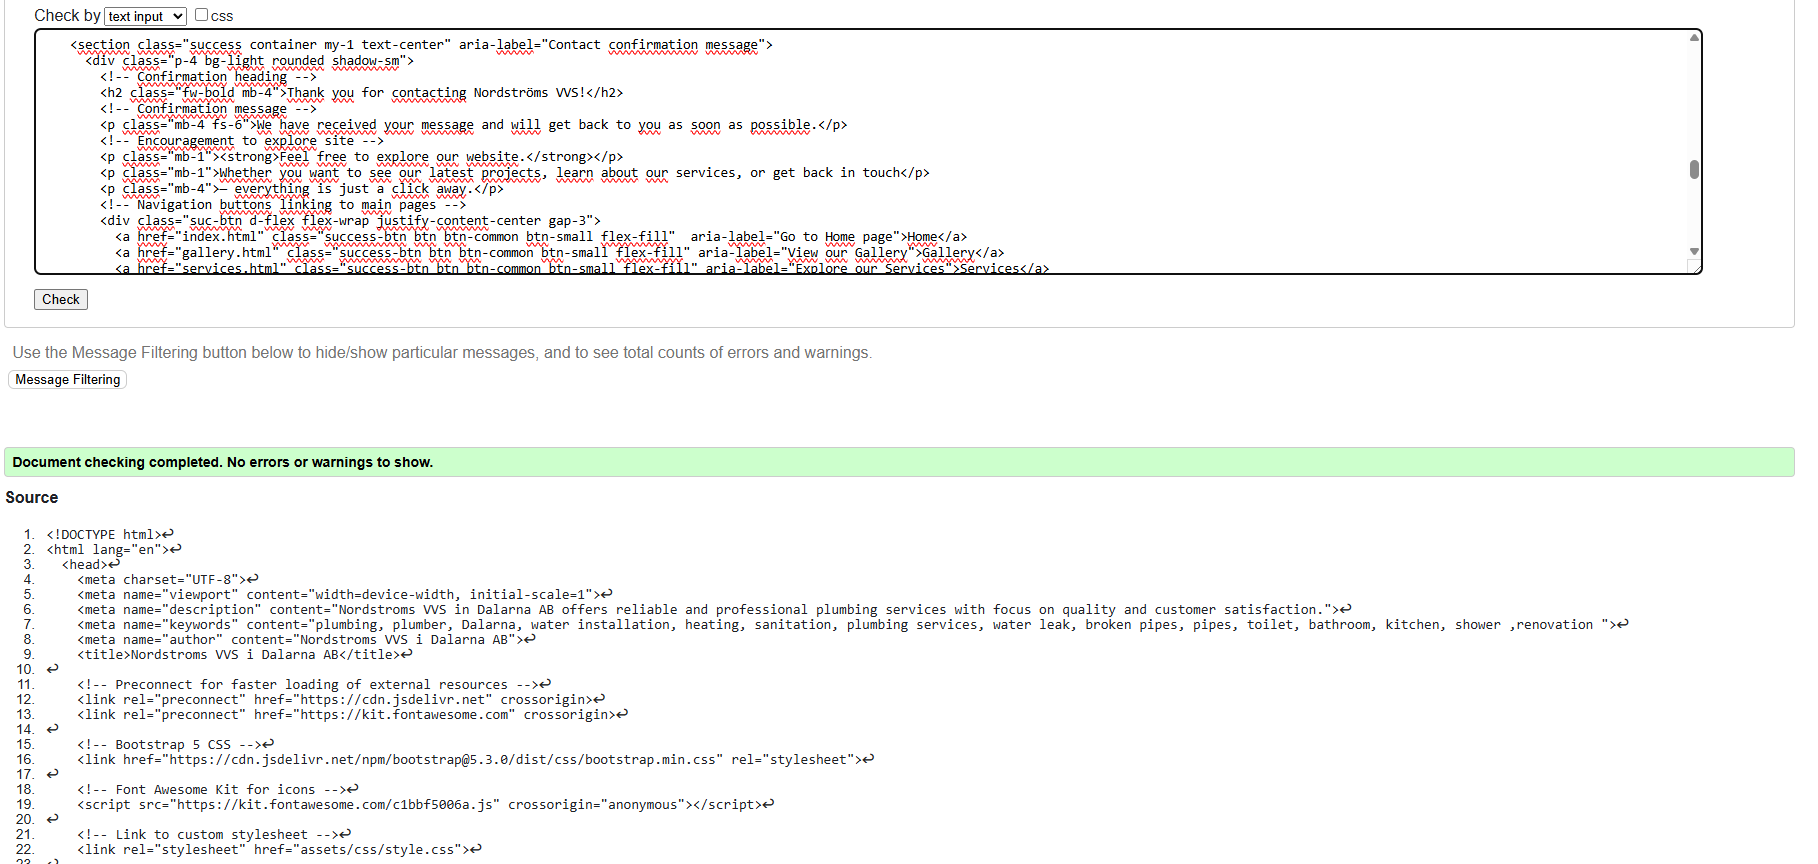 Check by text input css
<section class="success container my-1 text-center" aria-label="Contact confirmation message">
<div class="p-4 bg-light rounded shadow-sm">
<!-- Confirmation heading -->
<h2 class="fw-bold mb-4">Thank you for contacting Nordströms VVS!</h2>
<!-- Confirmation message -->
<p class="mb-4 fs-6">We have received your message and will get back to you as soon as possible.</p>
<!-- Encouragement to explore site -->
<p class="mb-1"><strong>Feel free to explore our website.</strong></p>
<p class="mb-1">Whether you want to see our latest projects, learn about our services, or get back in touch</p>
<p class="mb-4">– everything is just a click away.</p>
<!-- Navigation buttons linking to main pages -->
<div class="suc-btn d-flex flex-wrap justify-content-center gap-3">
<a href="index.html" class="success-btn btn btn-common btn-small flex-fill"  aria-label="Go to Home page">Home</a>
<a href="gallery.html" class="success-btn btn btn-common btn-small flex-fill" aria-label="View our Gallery">Gallery</a>
<a href="services.html" class="success-btn btn btn-common btn-small flex-fill" aria-label="Explore our Services">Services</a>
Check
Use the Message Filtering button below to hide/show particular messages, and to see total counts of errors and warnings.
Message Filtering
Document checking completed. No errors or warnings to show.
Source
1. <!DOCTYPE html>↩
2. <html lang="en">↩
3. <head>↩
4. <meta charset="UTF-8">↩
5. <meta name="viewport" content="width=device-width, initial-scale=1">↩
6. <meta name="description" content="Nordstroms VVS in Dalarna AB offers reliable and professional plumbing services with focus on quality and customer satisfaction.">↩
7. <meta name="keywords" content="plumbing, plumber, Dalarna, water installation, heating, sanitation, plumbing services, water leak, broken pipes, pipes, toilet, bathroom, kitchen, shower ,renovation ">↩
8. <meta name="author" content="Nordstroms VVS i Dalarna AB">↩
9. <title>Nordstroms VVS i Dalarna AB</title>↩
10. ↩
11. <!-- Preconnect for faster loading of external resources -->↩
12. <link rel="preconnect" href="https://cdn.jsdelivr.net" crossorigin>↩
13. <link rel="preconnect" href="https://kit.fontawesome.com" crossorigin>↩
14. ↩
15. <!-- Bootstrap 5 CSS -->↩
16. <link href="https://cdn.jsdelivr.net/npm/bootstrap@5.3.0/dist/css/bootstrap.min.css" rel="stylesheet">↩
17. ↩
18. <!-- Font Awesome Kit for icons -->↩
19. <script src="https://kit.fontawesome.com/c1bbf5006a.js" crossorigin="anonymous"></script>↩
20. ↩
21. <!-- Link to custom stylesheet -->↩
22. <link rel="stylesheet" href="assets/css/style.css">↩
23. ↩